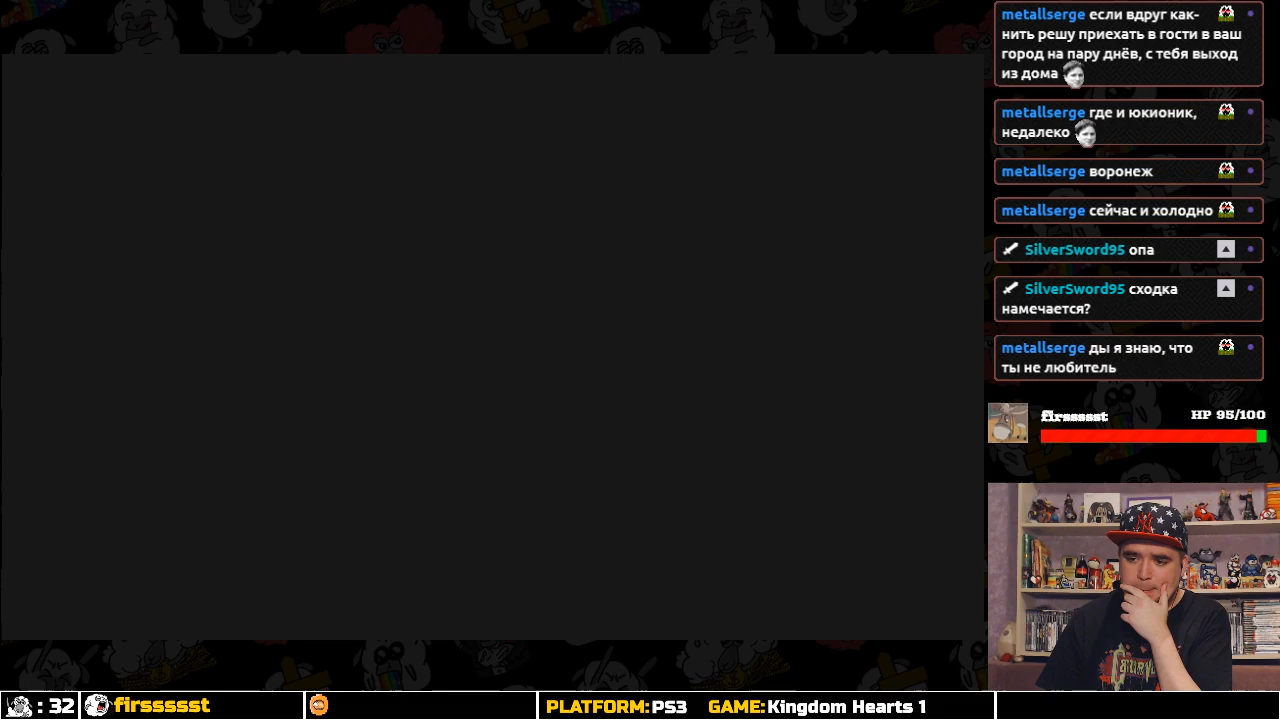 metallserge если вдруг как-
нить решу приехать в гости в ваш
город на пару днёв, с тебя выход
из дома
metallserge где и юкионик,
недалеко
metallserge воронеж
metallserge сейчас и холодно
SilverSword95 опа
SilverSword95 сходка
намечается?
metallserge ды я знаю, что
ты не любитель
firssssst HP 95/100
: 32 firssssst PLATFORM:PS3 GAME:Kingdom Hearts 1